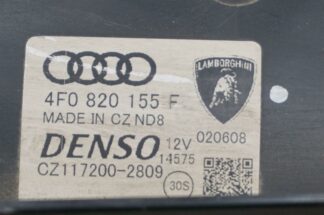 LAMBORGHINI
4F0 820 155 F
MADE IN CZ ND8
020608
DENSO 12V
14575
CZ117200-2809
30S